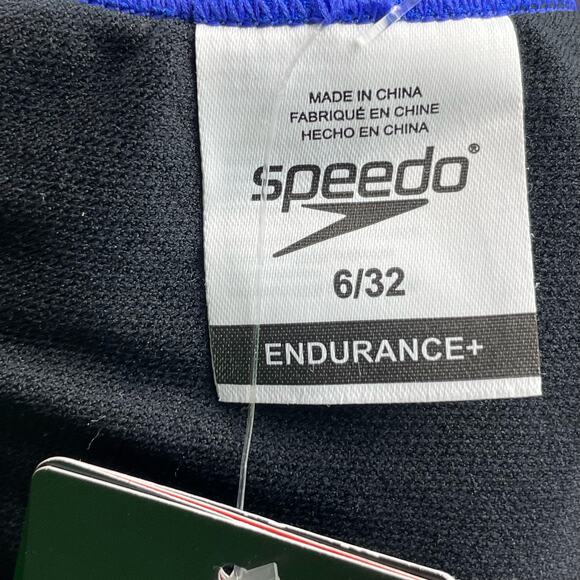 MADE IN CHINA
FABRIQUÉ EN CHINE
HECHO EN CHINA
speedo®
6/32
ENDURANCE+